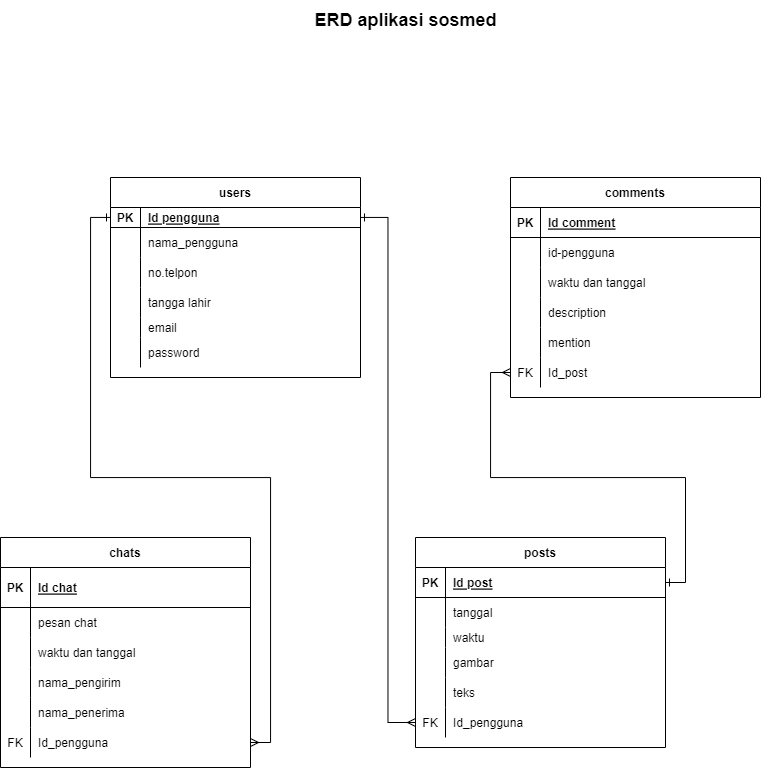 ERD aplikasi sosmed
users
PK Id pengguna
nama_pengguna
no.telpon
tangga lahir
email
password
comments
PK Id comment
id-pengguna
waktu dan tanggal
description
mention
FK Id_post
chats
PK Id chat
pesan chat
waktu dan tanggal
nama_pengirim
nama_penerima
FK Id_pengguna
posts
PK Id post
tanggal
waktu
gambar
teks
FK Id_pengguna